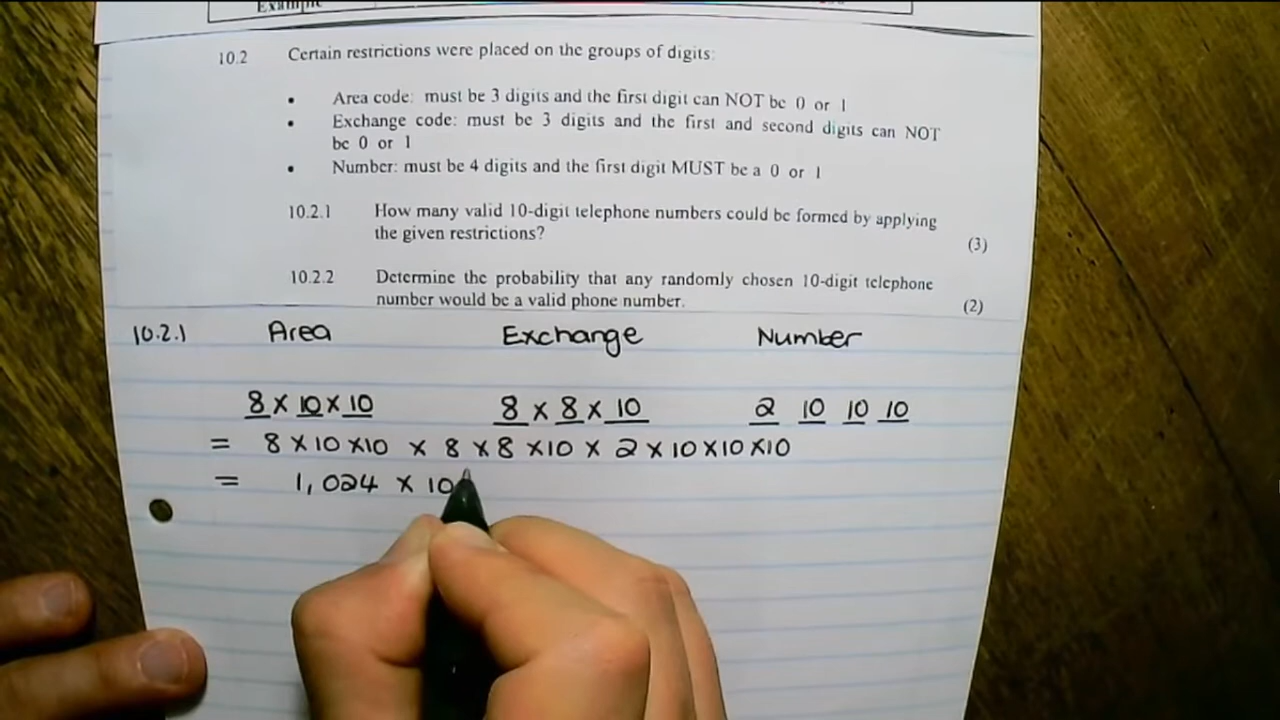 Example
10.2 Certain restrictions were placed on the groups of digits:
• Area code: must be 3 digits and the first digit can NOT be 0 or 1
• Exchange code: must be 3 digits and the first and second digits can NOT
be 0 or 1
• Number: must be 4 digits and the first digit MUST be a 0 or 1
10.2.1 How many valid 10-digit telephone numbers could be formed by applying
the given restrictions?
(3)
10.2.2 Determine the probability that any randomly chosen 10-digit telephone
number would be a valid phone number.
(2)
10.2.1 Area Exchange Number
8 × 10 × 10 8 × 8 × 10 2 10 10 10
= 8 × 10 × 10 × 8 × 8 × 10 × 2 × 10 × 10 × 10
= 1,024 × 10